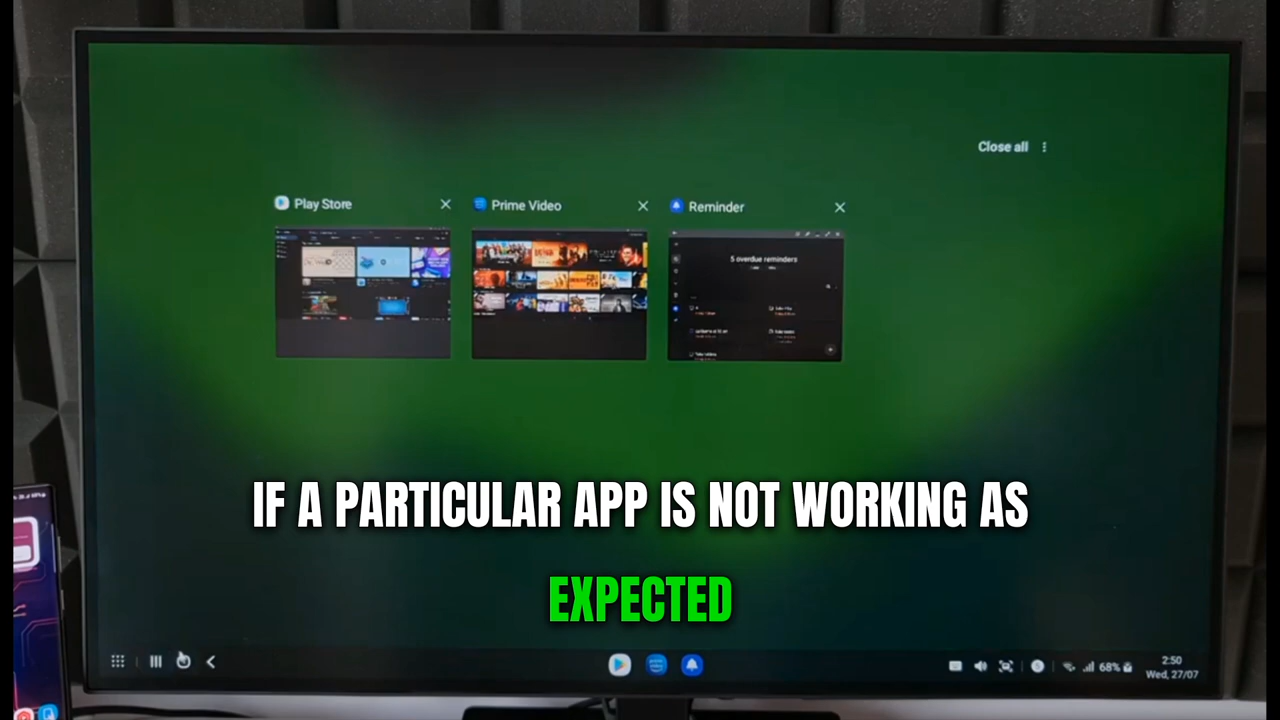 Close all
Play Store
Prime Video
Reminder
5 overdue reminders
IF A PARTICULAR APP IS NOT WORKING AS
EXPECTED
68%
2:50
Wed, 27/07